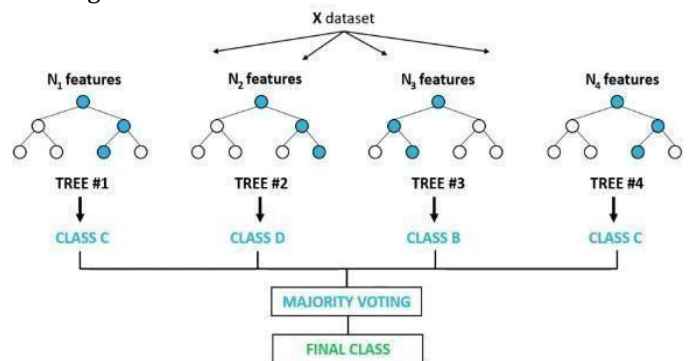 X dataset
N₁ features
N₂ features
N₃ features
N₄ features
TREE #1
TREE #2
TREE #3
TREE #4
CLASS C
CLASS D
CLASS B
CLASS C
MAJORITY VOTING
FINAL CLASS